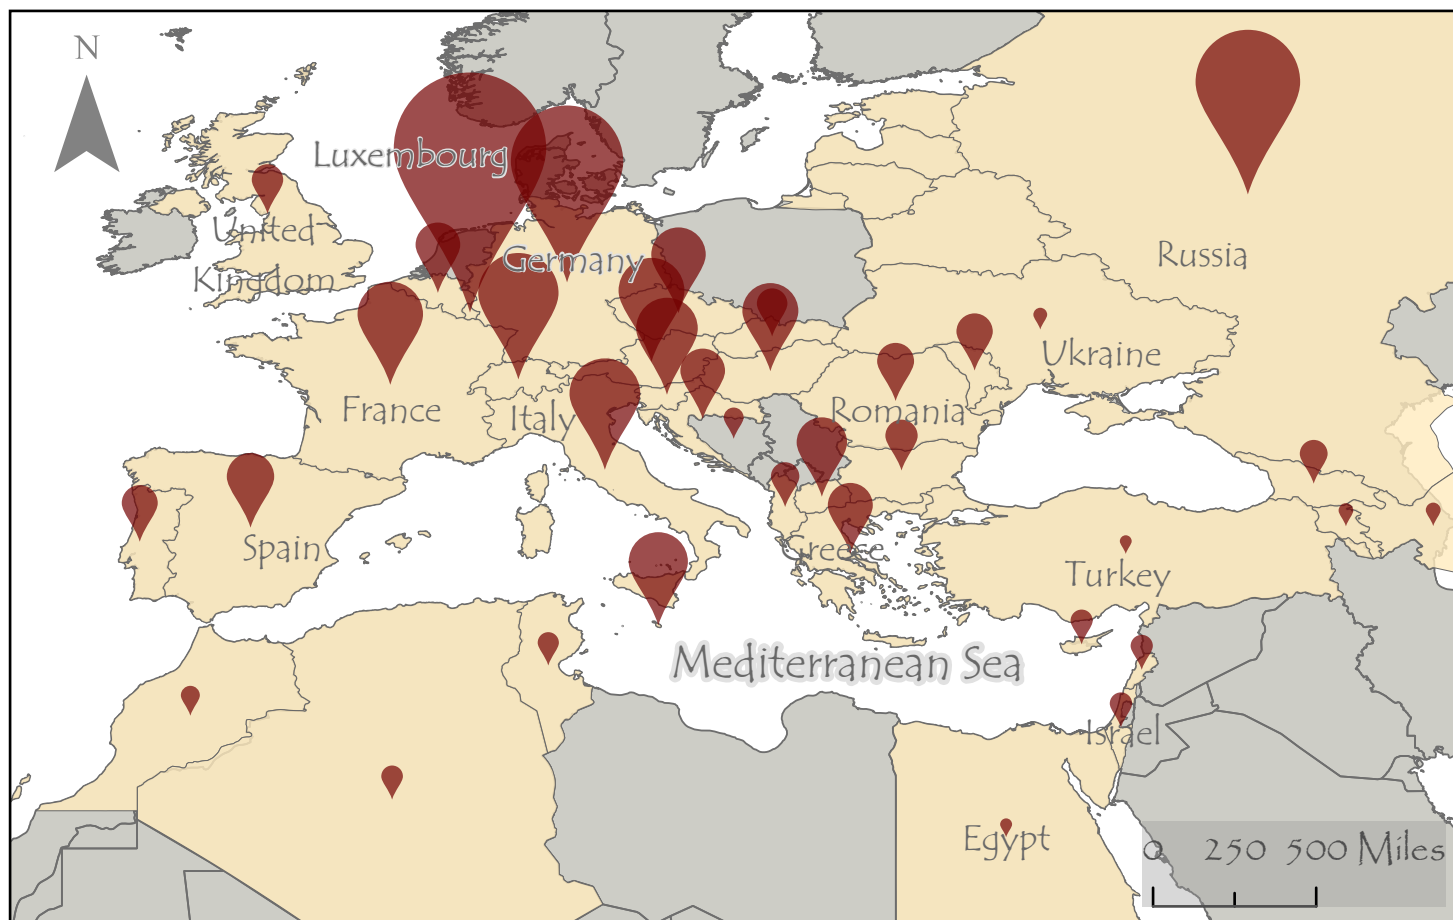 N
Luxembourg
United
Kingdom
Germany
Russia
Ukraine
France
Italy
Romania
Spain
Greece
Turkey
Mediterranean Sea
Israel
Egypt
0 250 500 Miles